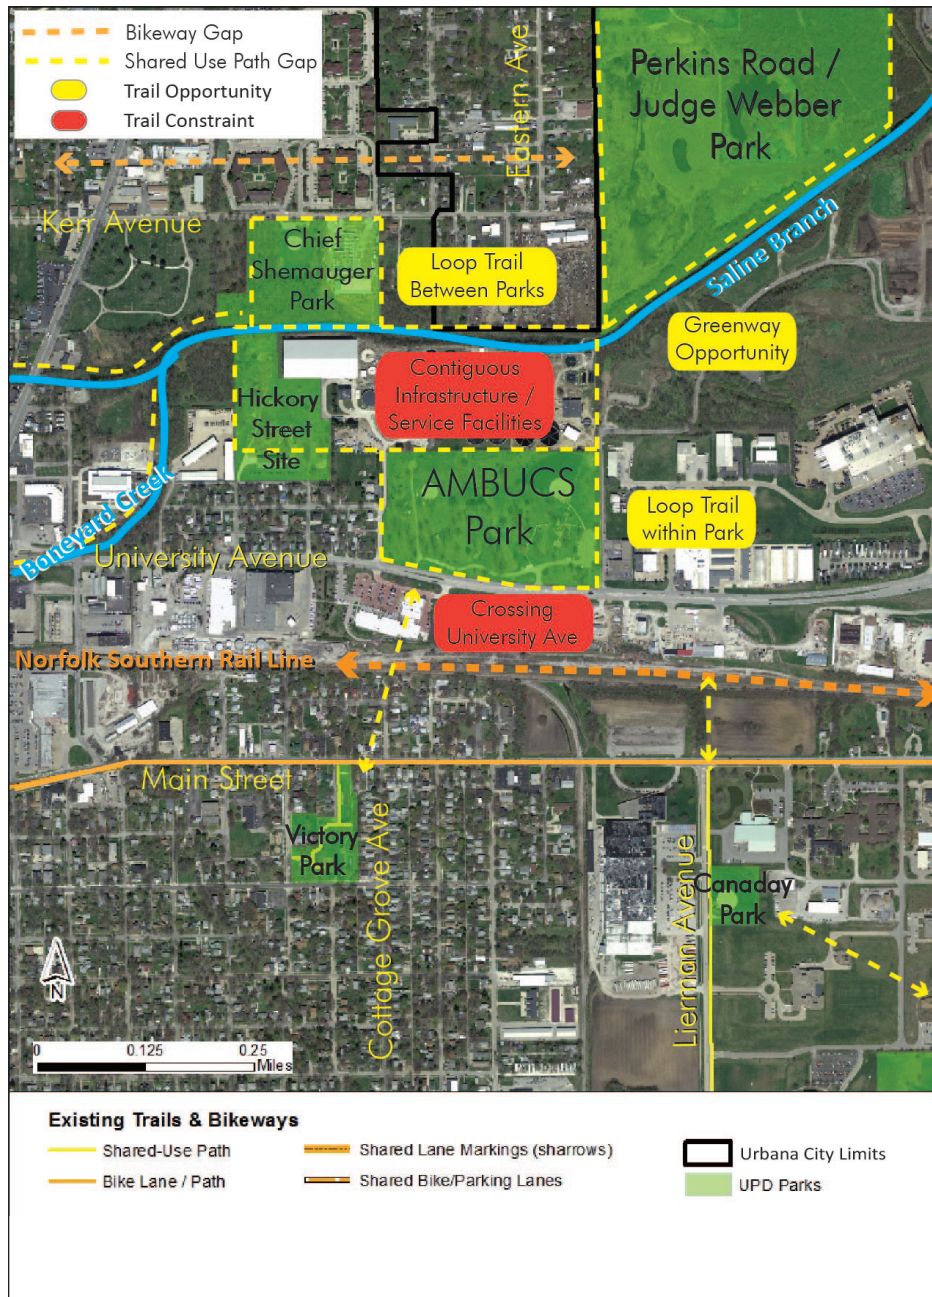 Bikeway Gap
Shared Use Path Gap
Trail Opportunity
Trail Constraint
Eastern Ave
Perkins Road /
Judge Webber
Park
Kerr Avenue
Chief
Shemauger
Park
Loop Trail
Between Parks
Saline Branch
Greenway
Opportunity
Contiguous
Infrastructure /
Service Facilities
Hickory
Street
Site
AMBUCS
Park
Loop Trail
within Park
Boneyard Creek
University Avenue
Crossing
University Ave
Norfolk Southern Rail Line
Main Street
Victory
Park
Cottage Grove Ave
Lierman Avenue
Canaday
Park
N
0 0.125 0.25
Miles
Existing Trails & Bikeways
Shared-Use Path
Bike Lane / Path
Shared Lane Markings (sharrows)
Shared Bike/Parking Lanes
Urbana City Limits
UPD Parks